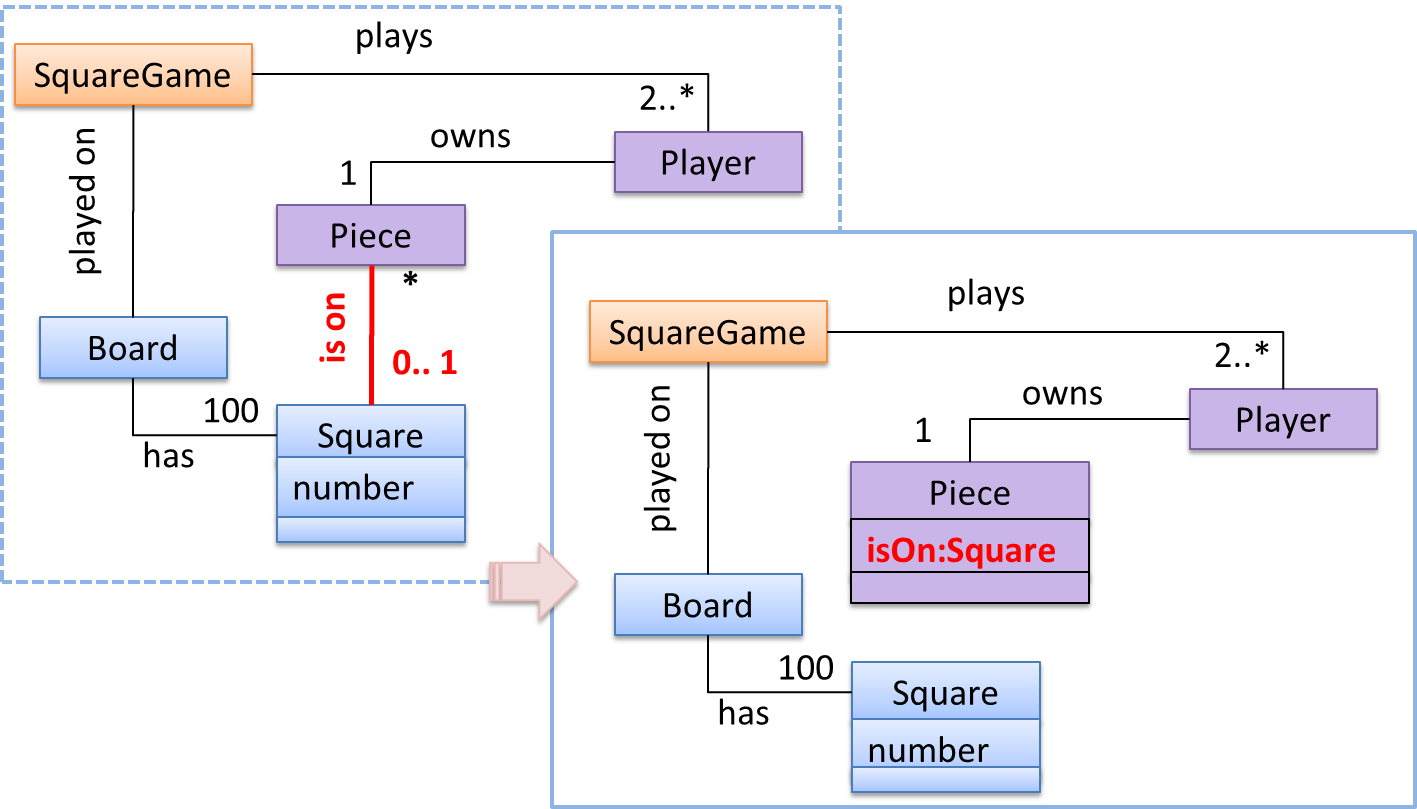 plays
SquareGame
2..*
owns
Player
1
played on
Piece
*
is on
Board
0.. 1
100
Square
has
number
plays
SquareGame
2..*
owns
Player
1
played on
Piece
isOn:Square
Board
100
Square
has
number